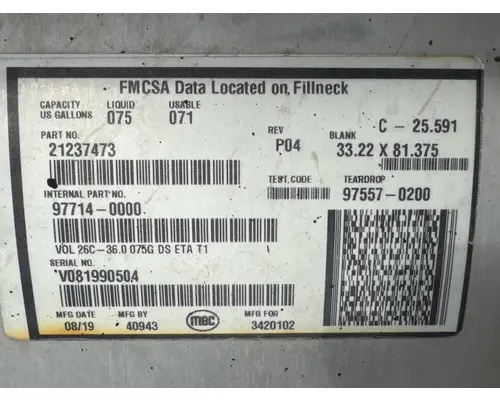 FMCSA Data Located on Fillneck
CAPACITY LIQUID USABLE
US GALLONS 075 071
C - 25.591
PART NO. REV BLANK
21237473 P04 33.22 X 81.375
TEST CODE TEARDROP
INTERNAL PART NO. 97557-0200
97714-0000
VOL 26C-36.0 075G DS ETA T1
SERIAL NO.
V081990504
MFG DATE MFG BY MFG FOR
08/19 40943 mec 3420102